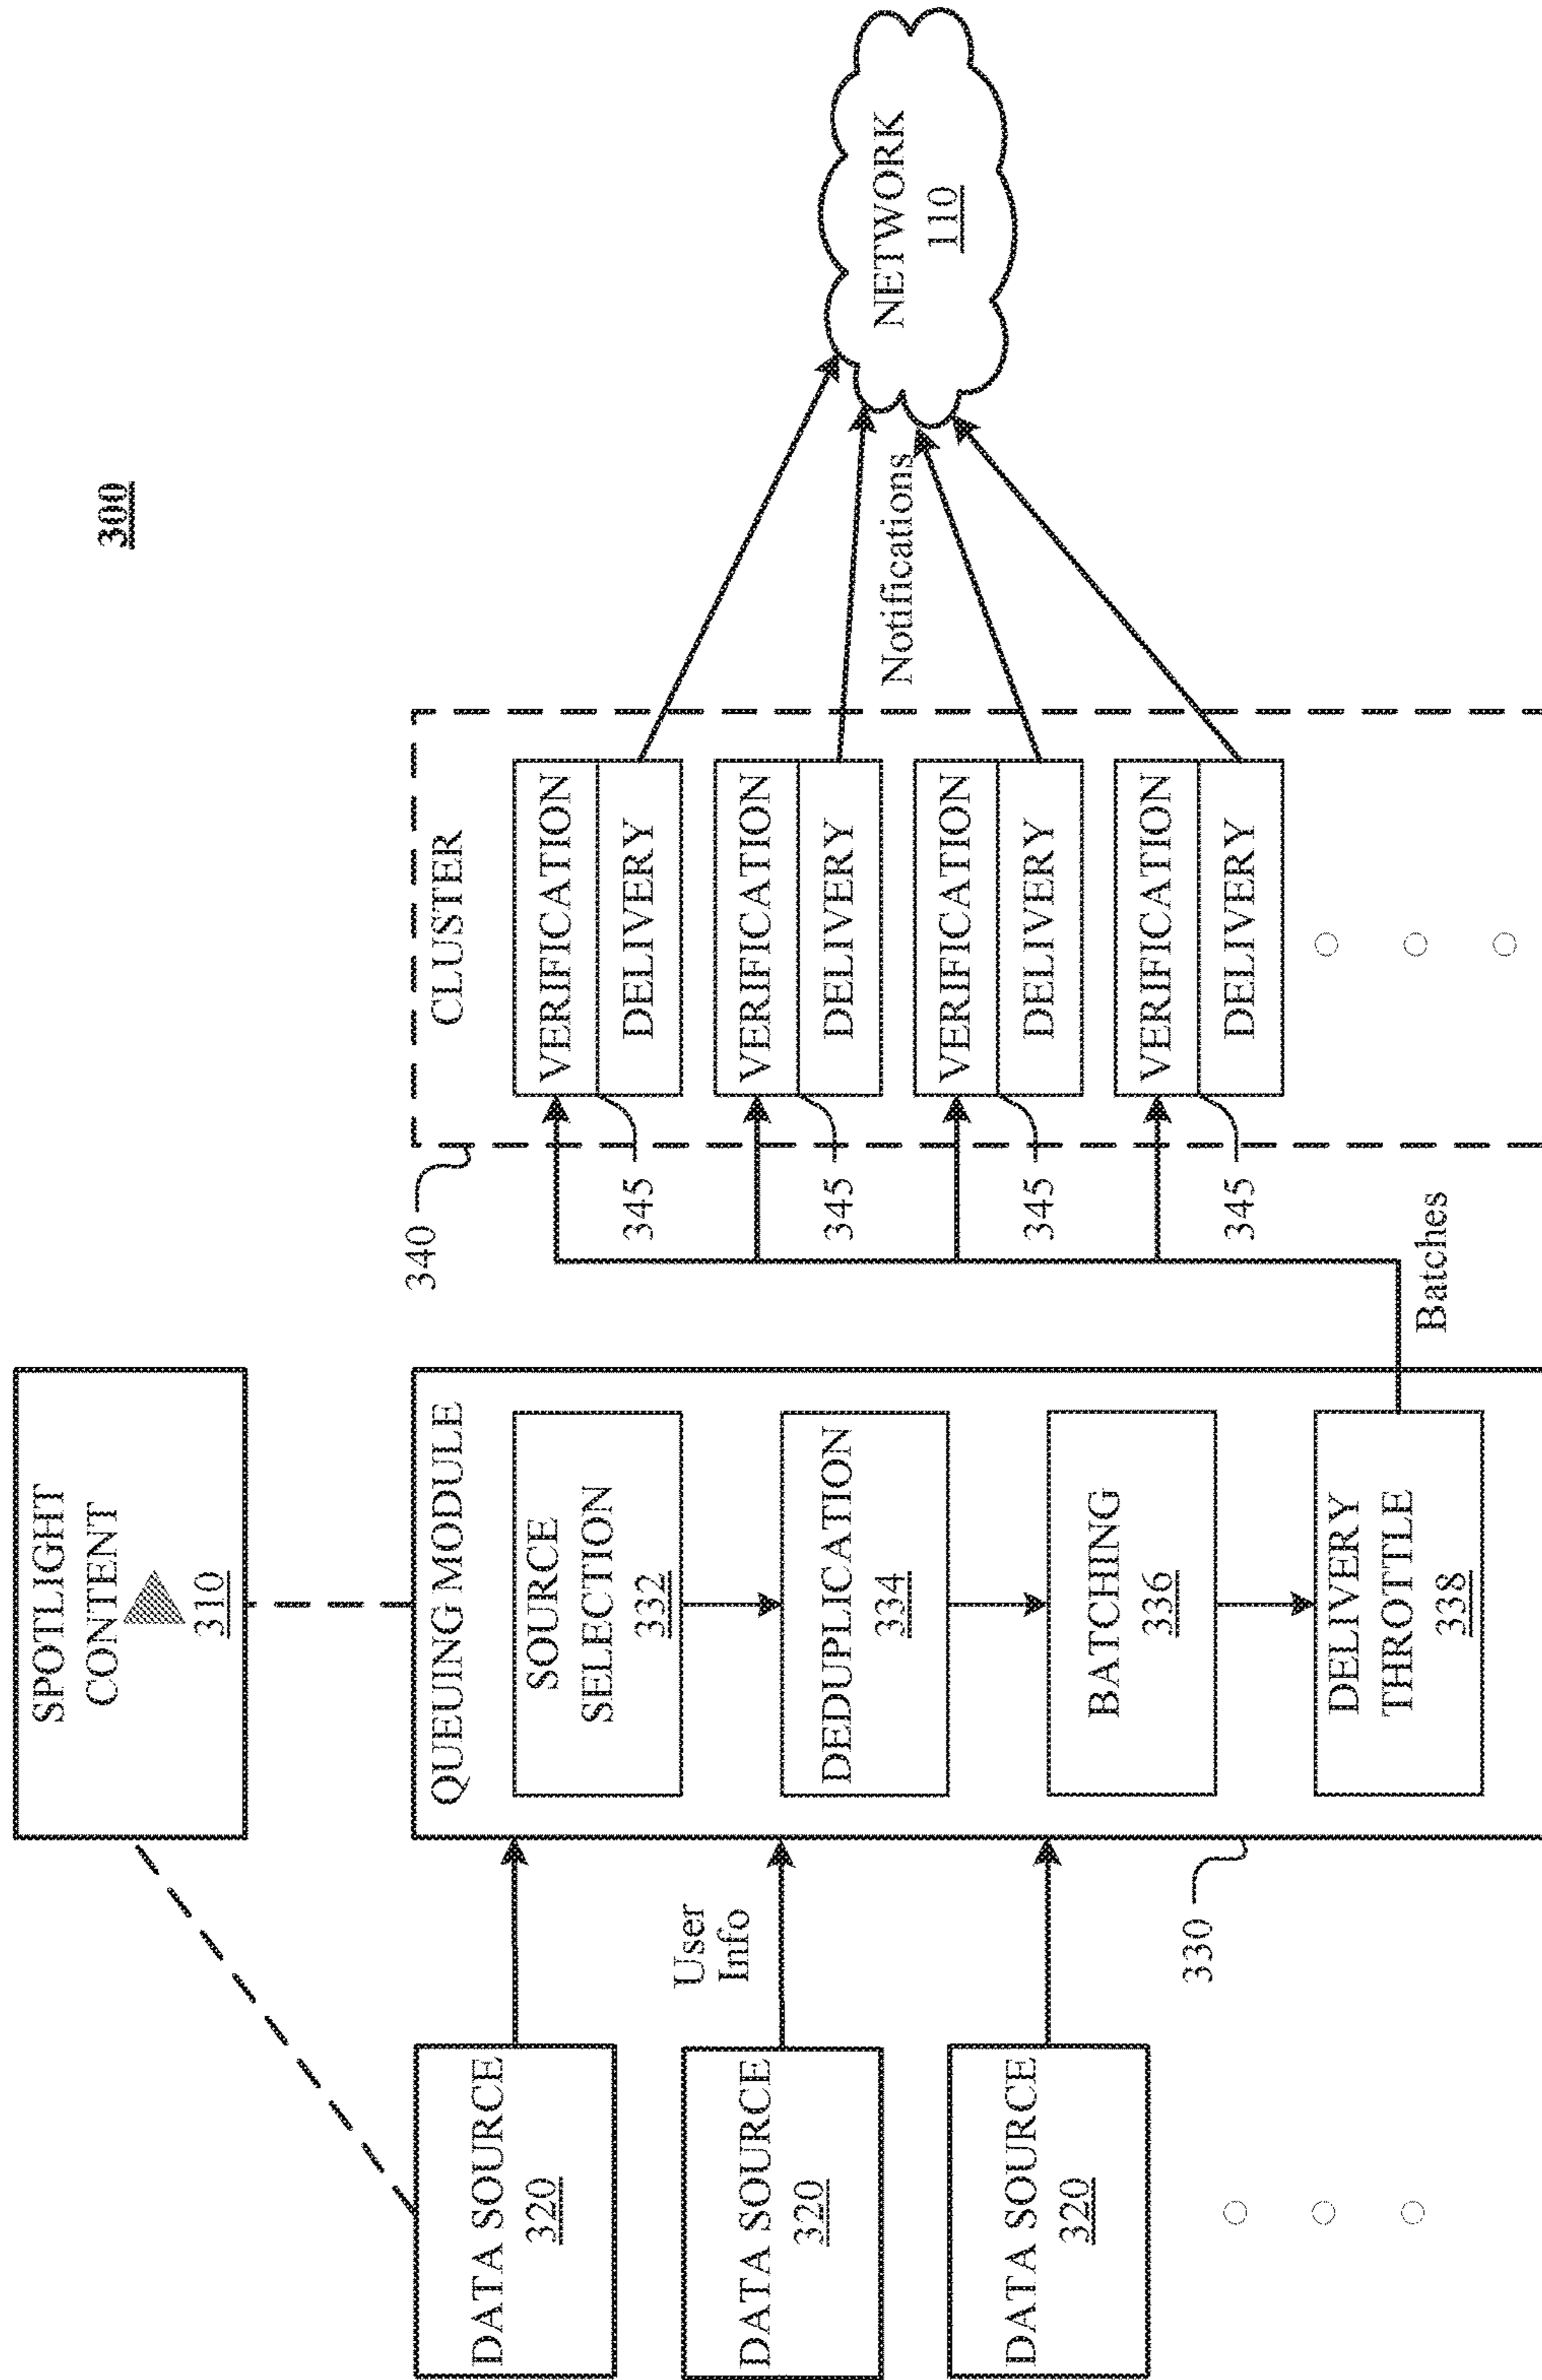 300
SPOTLIGHT
CONTENT
310
DATA SOURCE
320
DATA SOURCE
320
DATA SOURCE
320
User
Info
330
QUEUING MODULE
SOURCE
SELECTION
332
DEDUPLICATION
334
BATCHING
336
DELIVERY
THROTTLE
338
Batches
340
CLUSTER
VERIFICATION
DELIVERY
345
VERIFICATION
DELIVERY
345
VERIFICATION
DELIVERY
345
VERIFICATION
DELIVERY
345
Notifications
NETWORK
110